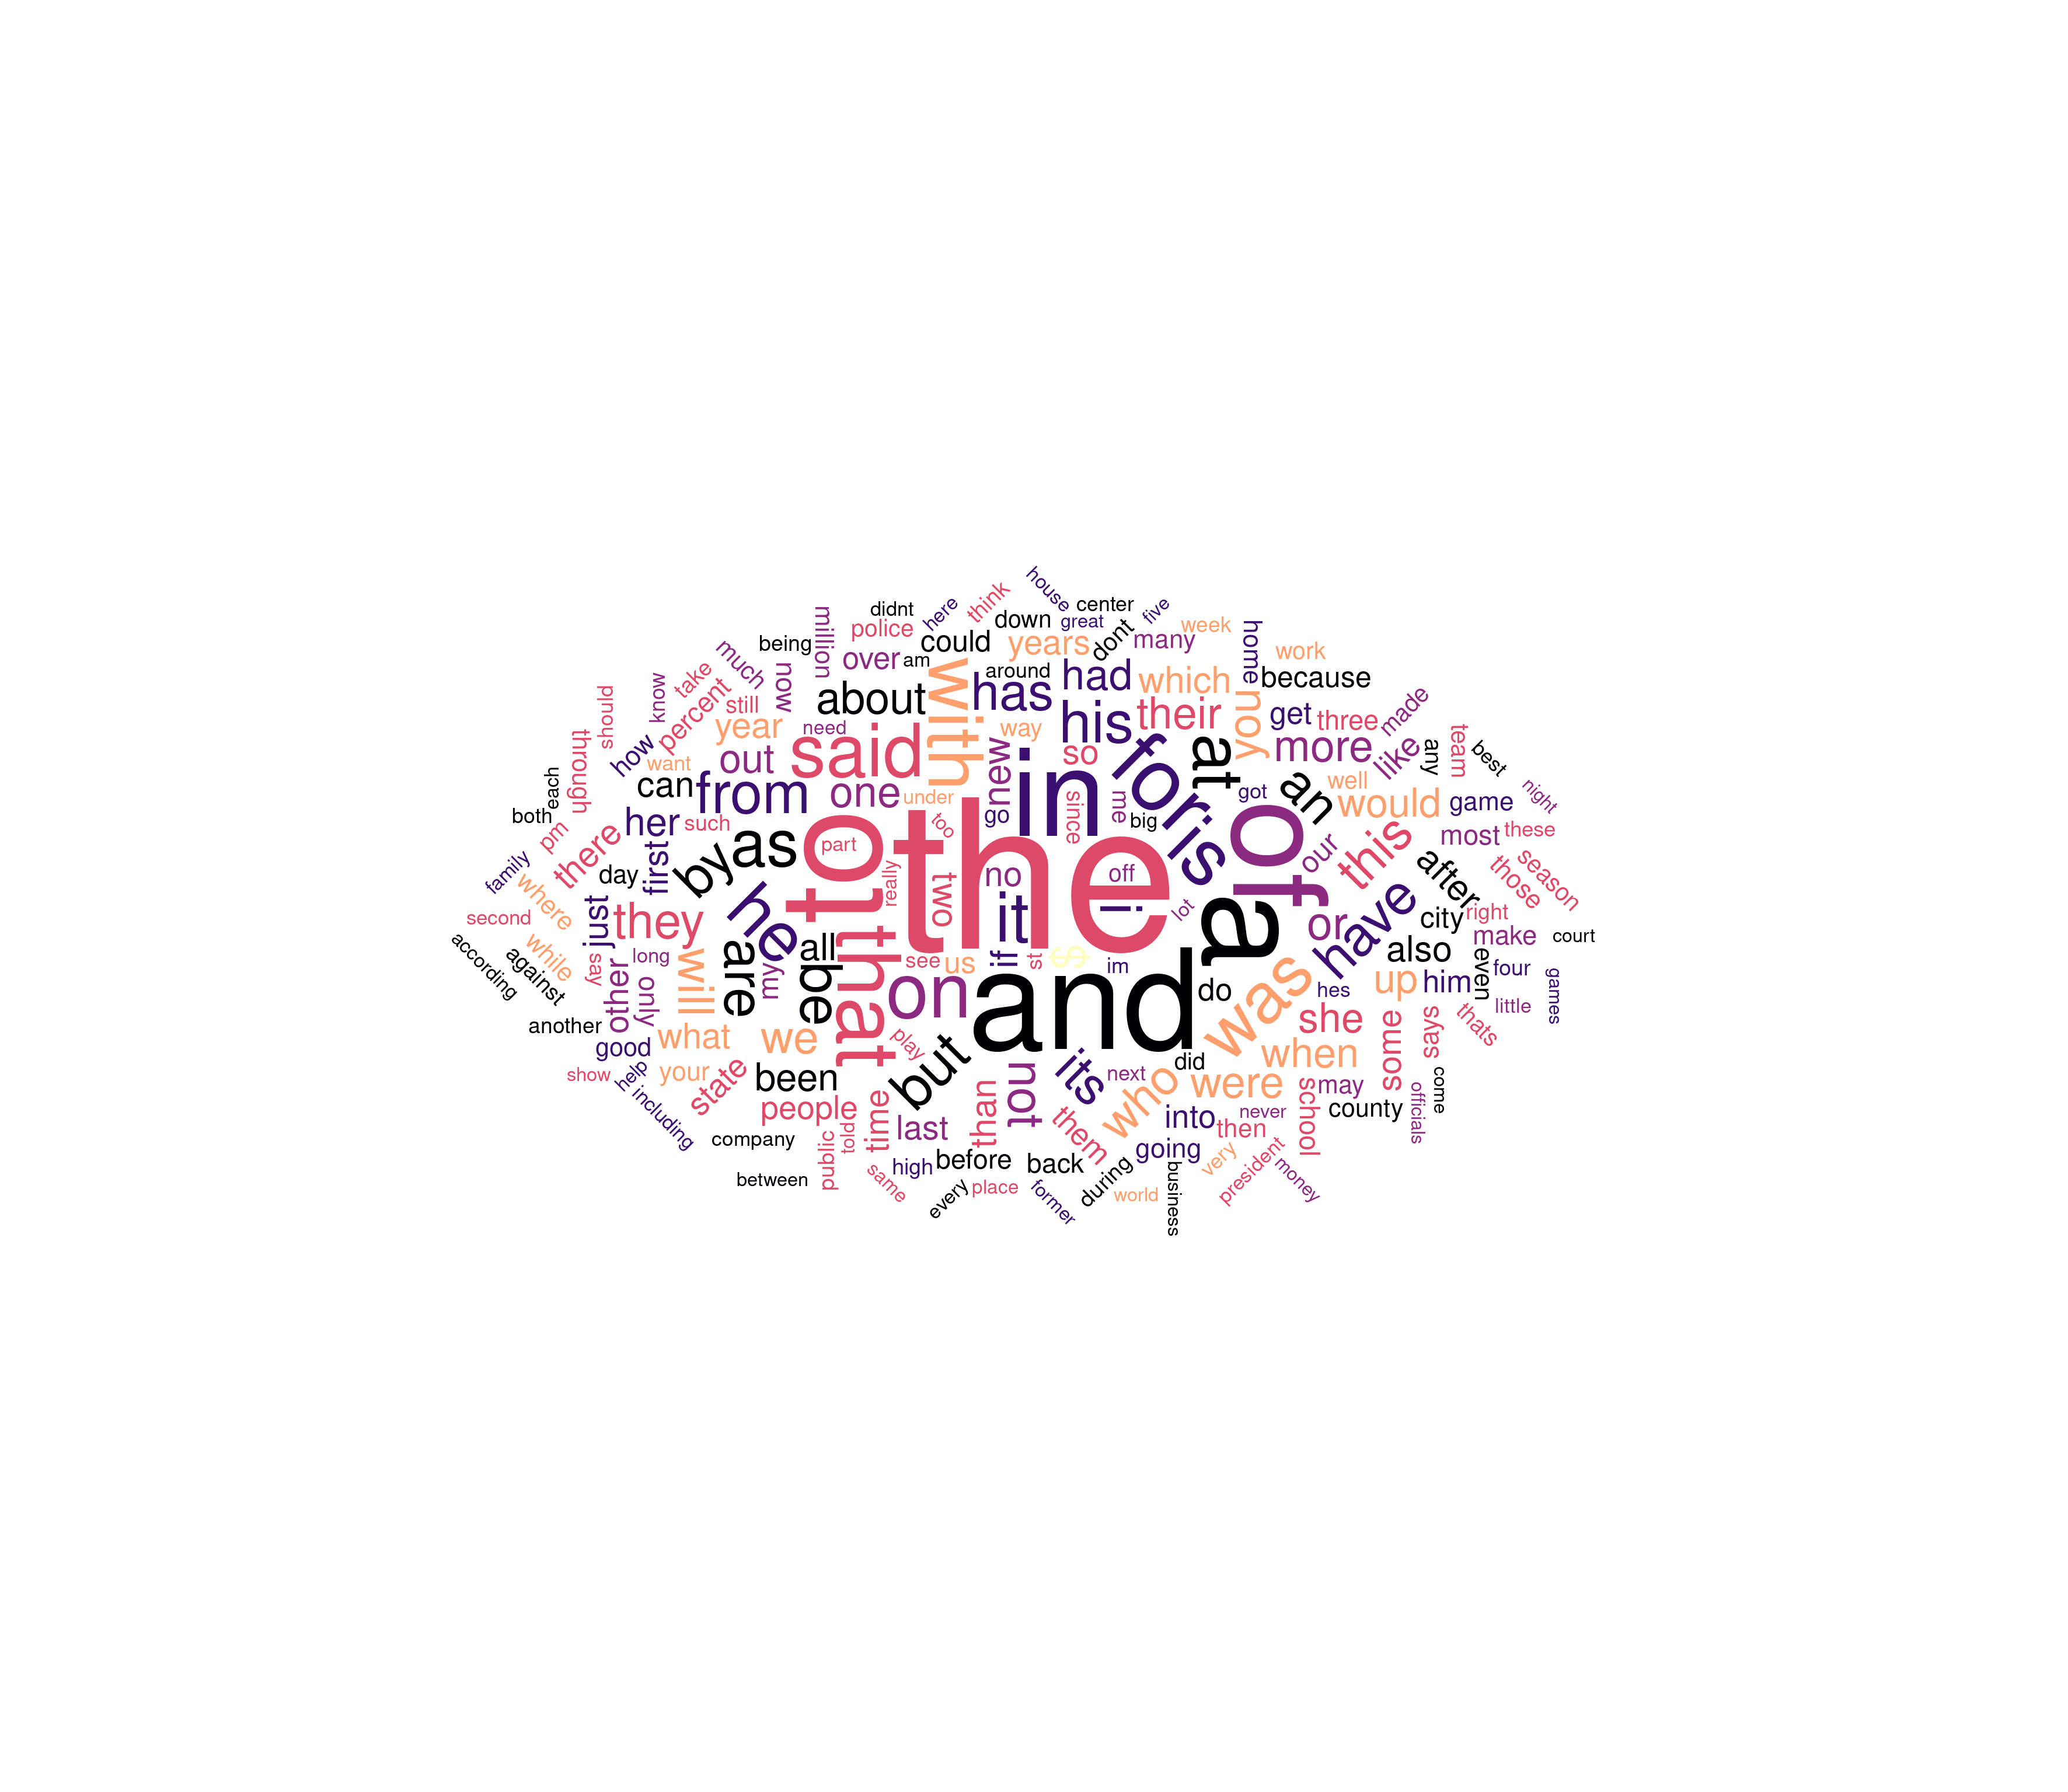 house
center
five
think
here
didnt
great
week
million
police
down
dont
many
home
being
could
years
work
much
now
over
am
around
had
which
because
know
take
still
about
with
has
you
made
should
percent
year
need
way
his
their
get
three
team
best
through
how
want
out
said
new
so
for
at
more
like
any
night
each
can
from
one
under
go
in
since
me
got
an
well
would
game
both
pm
her
such
too
big
is
our
this
most
these
season
family
there
first
by
as
to
part
the
no
off
of
after
those
where
day
really
two
second
just
they
he
it
i
lot
a
or
have
city
right
make
court
according
against
while
say
long
will
are
all
that
see
us
if
st
$
im
also
even
four
games
another
other
only
my
be
on
and
do
hes
was
up
him
little
good
what
we
play
but
did
she
some
says
thats
show
help
your
state
been
not
its
next
who
were
when
may
come
officials
including
people
time
last
than
them
into
never
then
school
county
company
told
public
between
same
high
before
back
going
very
president
money
every
place
former
during
world
business